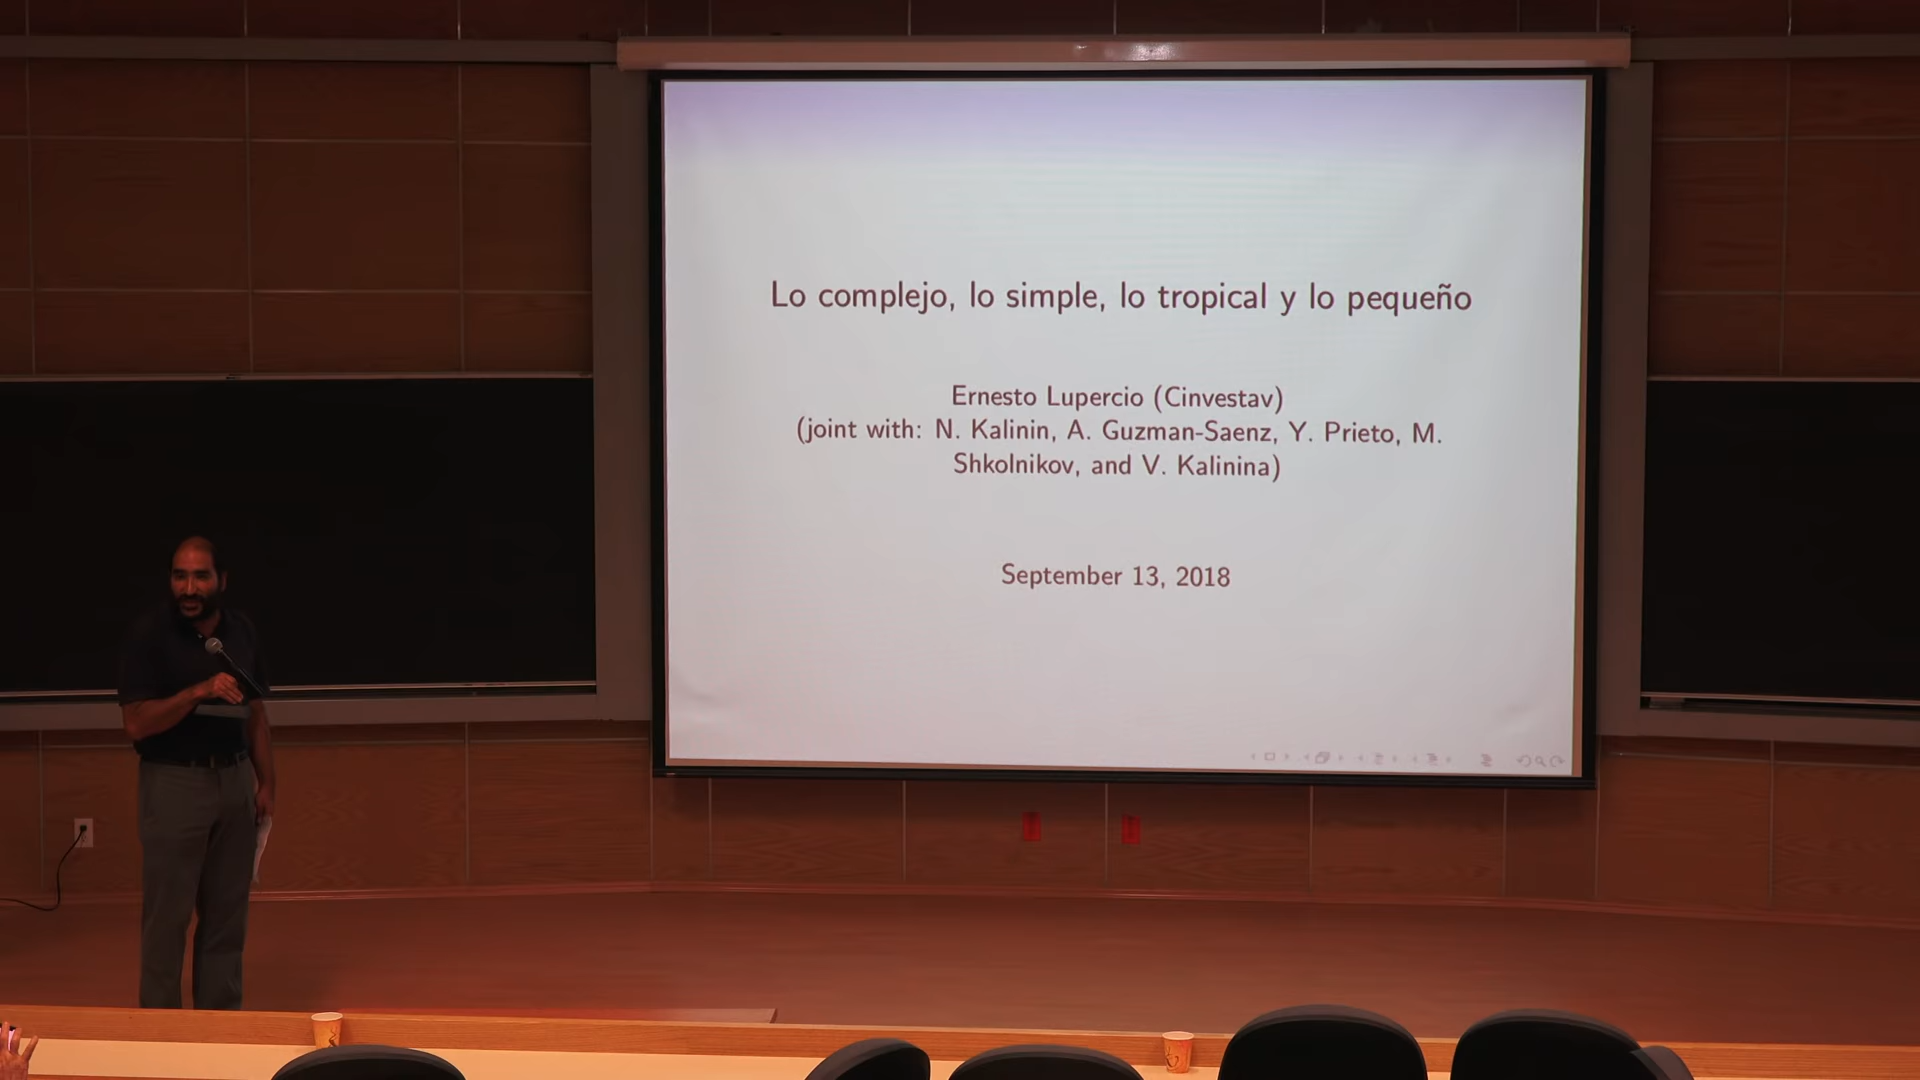 Lo complejo, lo simple, lo tropical y lo pequeño
Ernesto Lupercio (Cinvestav)
(joint with: N. Kalinin, A. Guzman-Saenz, Y. Prieto, M.
Shkolnikov, and V. Kalinina)
September 13, 2018